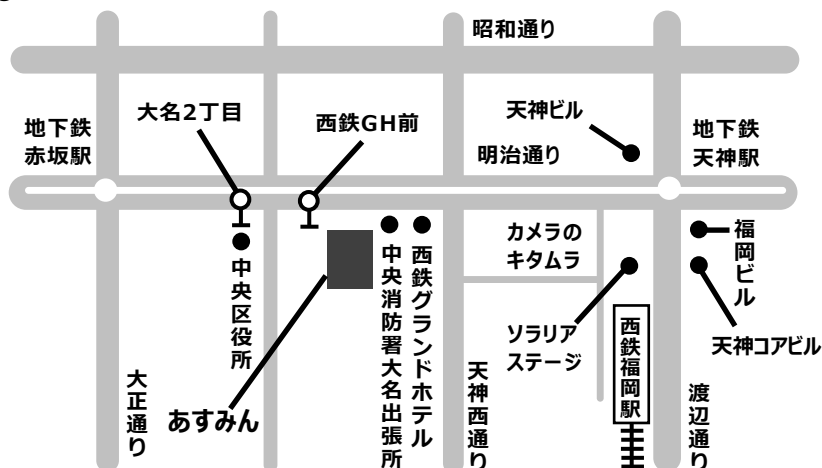 昭和通り
地下鉄
赤坂駅
大名2丁目
西鉄GH前
天神ビル
明治通り
地下鉄
天神駅
中央区役所
中央消防署大名出張所
西鉄グランドホテル
カメラの
キタムラ
福岡ビル
ソラリア
ステージ
西鉄福岡駅
天神コアビル
大正通り
あすみん
天神西通り
渡辺通り